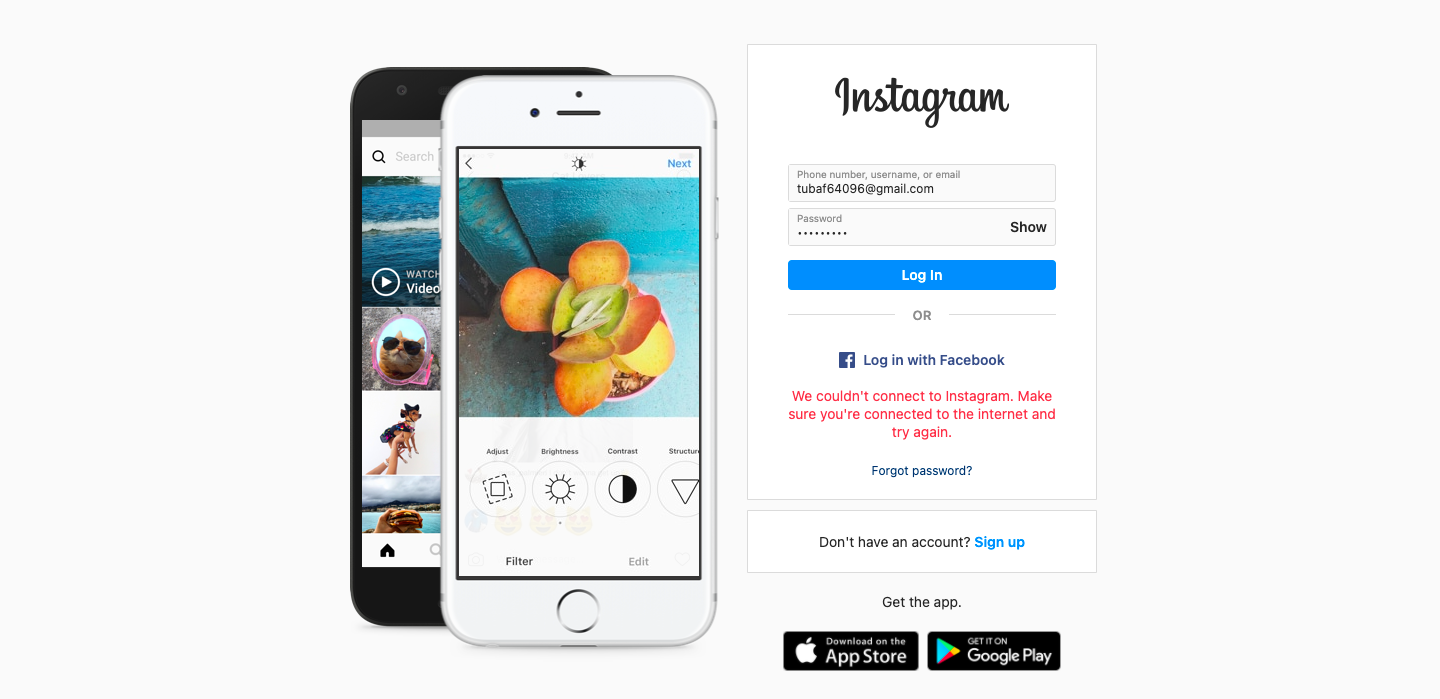 Search
WATCH
Video
Next
Adjust
Brightness
Contrast
Structure
Filter
Edit
Instagram
Phone number, username, or email
tubaf64096@gmail.com
Password
•••••••••
Show
Log In
OR
Log in with Facebook
We couldn't connect to Instagram. Make
sure you're connected to the internet and
try again.
Forgot password?
Don't have an account? Sign up
Get the app.
Download on the
App Store
GET IT ON
Google Play